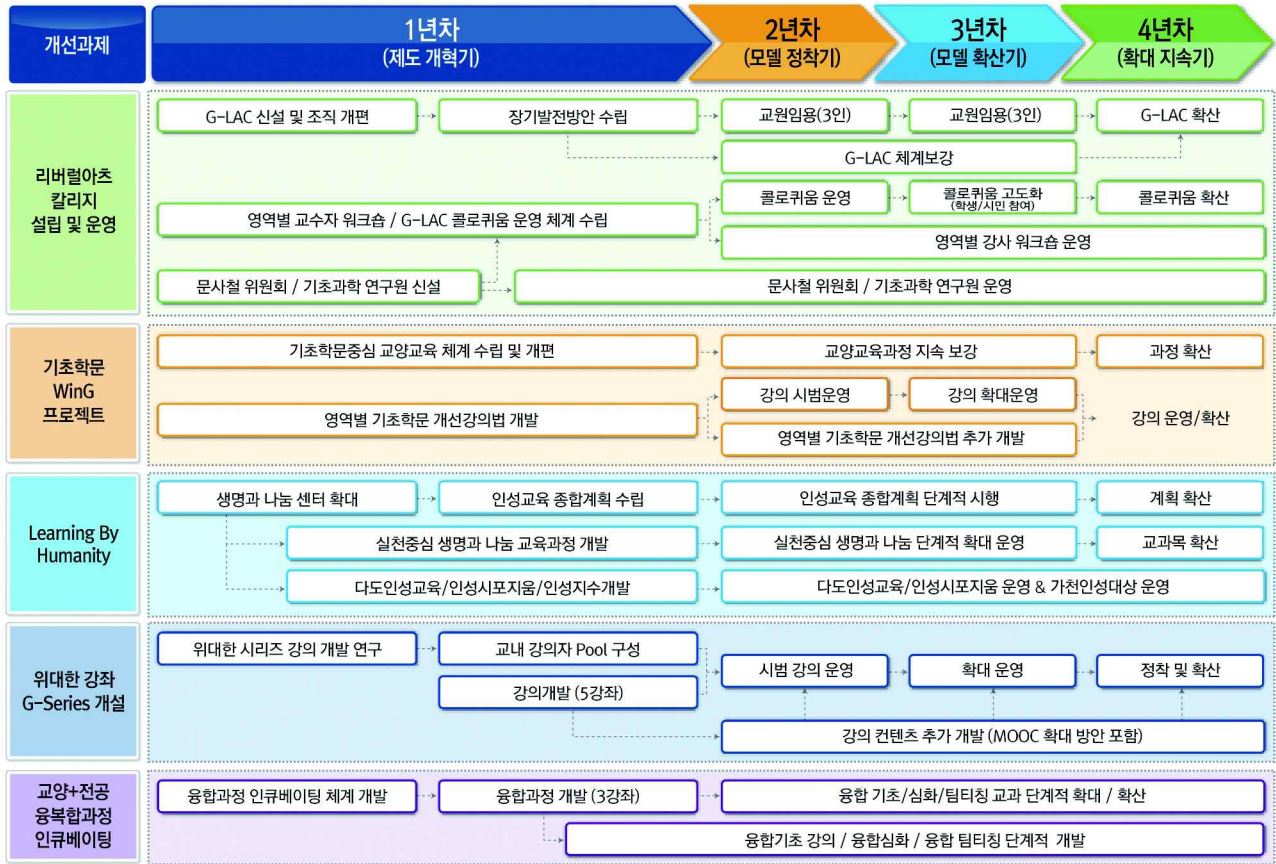 개선과제
1년차
(제도 개혁기)
2년차
(모델 정착기)
3년차
(모델 확산기)
4년차
(확대 지속기)
리버럴아츠
칼리지
설립 및 운영
G-LAC 신설 및 조직 개편
장기발전방안 수립
교원임용(3인)
교원임용(3인)
G-LAC 확산
G-LAC 체계보강
영역별 교수자 워크숍 / G-LAC 콜로퀴움 운영 체계 수립
콜로퀴움 운영
콜로퀴움 고도화
(학생/시민 참여)
콜로퀴움 확산
영역별 강사 워크숍 운영
문사철 위원회 / 기초과학 연구원 신설
문사철 위원회 / 기초과학 연구원 운영
기초학문
WinG
프로젝트
기초학문중심 교양교육 체계 수립 및 개편
교양교육과정 지속 보강
과정 확산
영역별 기초학문 개선강의법 개발
강의 시범운영
강의 확대운영
영역별 기초학문 개선강의법 추가 개발
강의 운영/확산
Learning By
Humanity
생명과 나눔 센터 확대
인성교육 종합계획 수립
인성교육 종합계획 단계적 시행
계획 확산
실천중심 생명과 나눔 교육과정 개발
실천중심 생명과 나눔 단계적 확대 운영
교과목 확산
다도인성교육/인성시포지움/인성지수개발
다도인성교육/인성시포지움 운영 & 가천인성대상 운영
위대한 강좌
G-Series 개설
위대한 시리즈 강의 개발 연구
교내 강의자 Pool 구성
강의개발 (5강좌)
시범 강의 운영
확대 운영
정착 및 확산
강의 컨텐츠 추가 개발 (MOOC 확대 방안 포함)
교양+전공
융복합과정
인큐베이팅
융합과정 인큐베이팅 체계 개발
융합과정 개발 (3강좌)
융합 기초/심화/팀티칭 교과 단계적 확대 / 확산
융합기초 강의 / 융합심화 / 융합 팀티칭 단계적 개발